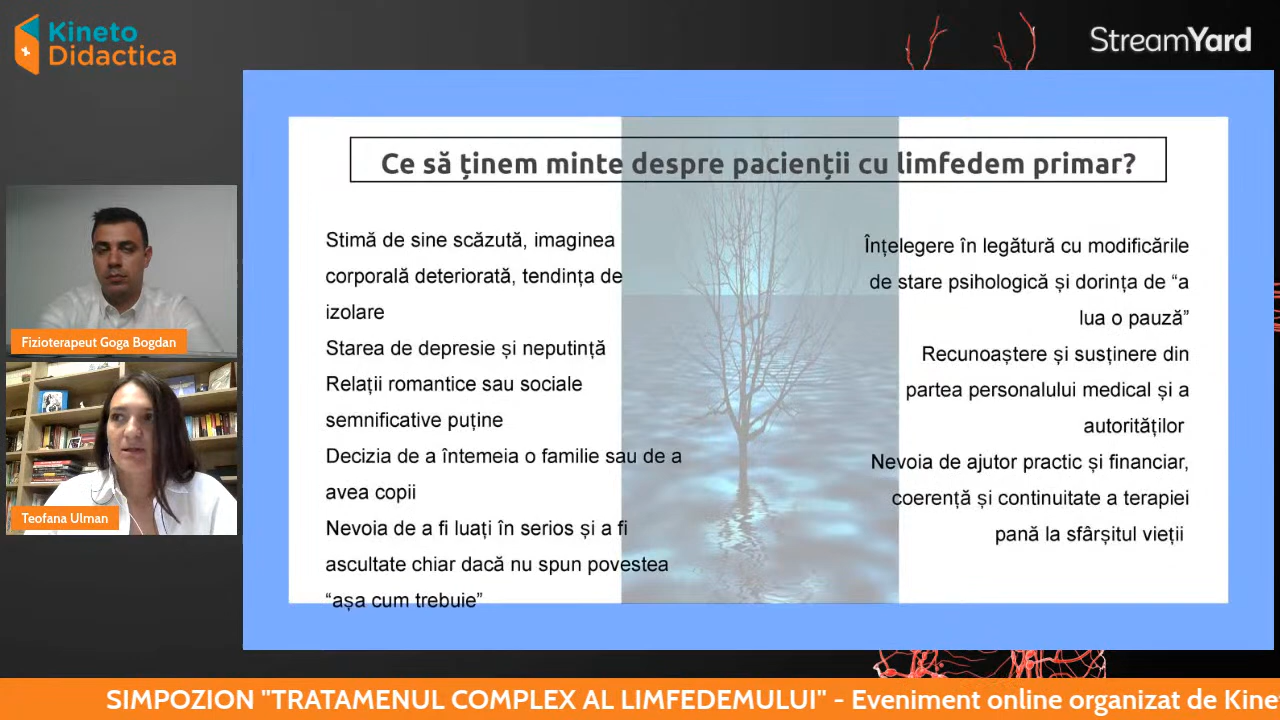 Kineto
Didactica
StreamYard
Ce să ținem minte despre pacienții cu limfedem primar?
Stimă de sine scăzută, imaginea
corporală deteriorată, tendința de
izolare
Starea de depresie și neputință
Relații romantice sau sociale
semnificative puține
Decizia de a întemeia o familie sau de a
avea copii
Nevoia de a fi luați în serios și a fi
ascultate chiar dacă nu spun povestea
“așa cum trebuie”
Înțelegere în legătură cu modificările
de stare psihologică și dorința de “a
lua o pauză”
Recunoaștere și susținere din
partea personalului medical și a
autorităților
Nevoia de ajutor practic și financiar,
coerență și continuitate a terapiei
pană la sfârșitul vieții
Fizioterapeut Goga Bogdan
Teofana Ulman
SIMPOZION "TRATAMENUL COMPLEX AL LIMFEDEMULUI" - Eveniment online organizat de Kine